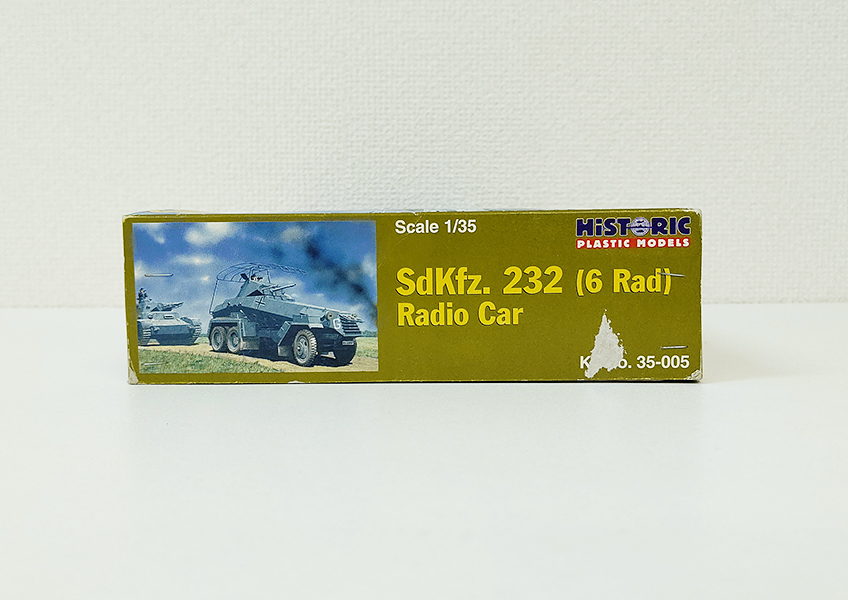 Scale 1/35
HiSTORIC
PLASTIC MODELS
SdKfz. 232 (6 Rad)
Radio Car
35-005